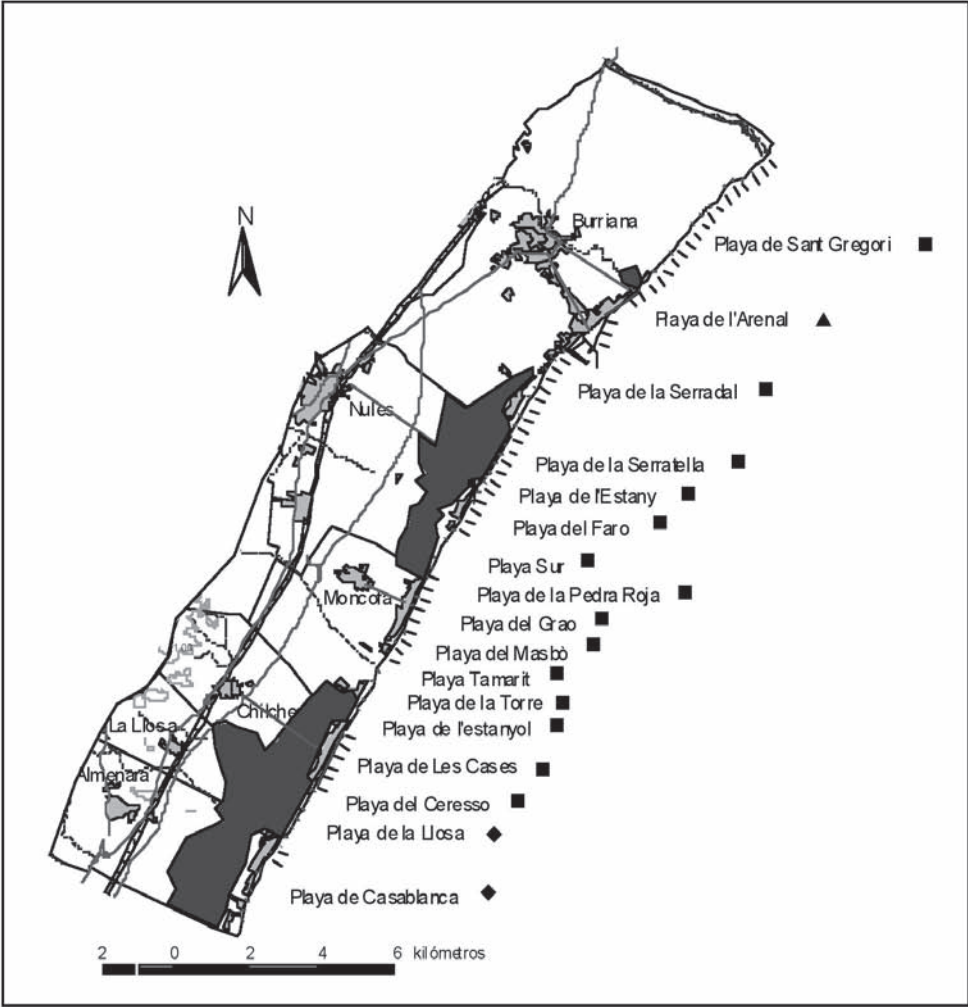 N
Burriana
Playa de Sant Gregori
Playa de l'Arenal
Playa de la Serradal
Nules
Playa de la Serratella
Playa de l'Estany
Playa del Faro
Playa Sur
Moncofa
Playa de la Pedra Roja
Playa del Grao
Playa del Masbò
Playa Tamarit
Playa de la Torre
Chilches
La Llosa
Playa de l'estanyol
Playa de Les Cases
Almenara
Playa del Ceresso
Playa de la Llosa
Playa de Casablanca
2 0 2 4 6 kilómetros